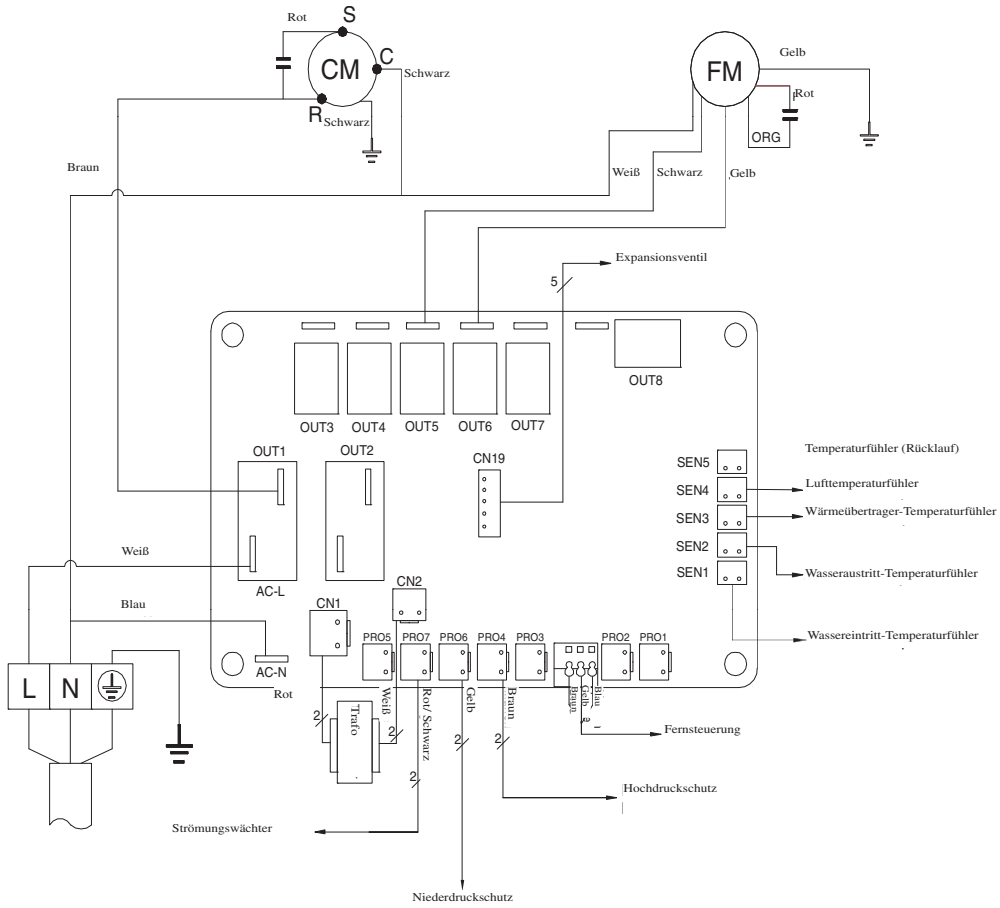 S
Rot
C
CM
Schwarz
R
Schwarz
Braun
FM
Gelb
Rot
ORG
Weiß
Schwarz
Gelb
Expansionsventil
5
OUT8
OUT3
OUT4
OUT5
OUT6
OUT7
OUT1
OUT2
CN19
SEN5
SEN4
SEN3
SEN2
SEN1
Temperaturfühler (Rücklauf)
Lufttemperaturfühler
Wärmeübertrager-Temperaturfühler
Wasseraustritt-Temperaturfühler
Wassereintritt-Temperaturfühler
Weiß
AC-L
Blau
CN2
CN1
PRO5
PRO7
PRO6
PRO4
PRO3
PRO2
PRO1
L
N
AC-N
Rot
2
Trafo
Weiß
2
Rot/ Schwarz
2
Gelb
2
Braun
2
Braun
Gelb
Blau
Fernsteuerung
Hochdruckschutz
Strömungswächter
Niederdruckschutz